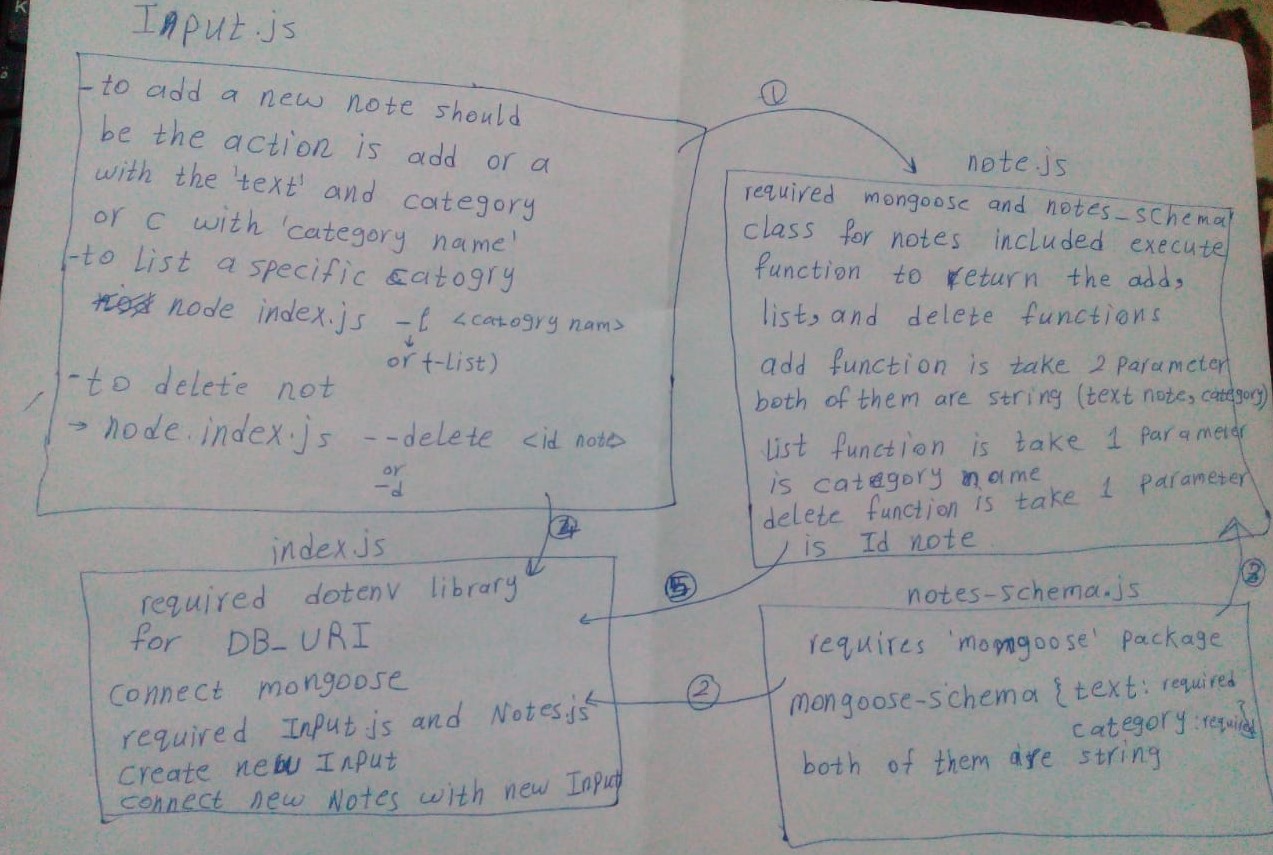 Input.js
-to add a new note should
be the action is add or a
with the 'text' and category
or c with 'category name'
-to list a specific catogry
node index.js -l <catogry nam>
or t-list)
-to delete not
→ node.index.js --delete <id note>
or
-d
①
note.js
required mongoose and notes_schema
class for notes included execute
function to return the add,
list, and delete functions
add function is take 2 parameter
both of them are string (text note, category)
list function is take 1 parameter
is category name
delete function is take 1 parameter
is Id note
index.js
required dotenv library
for DB_URI
connect mongoose
required Input.js and Notes.js
create new Input
connect new Notes with new Input
⑤
②
notes-schema.js
requires 'momgoose' package
mongoose-schema { text: required
category: required }
both of them are string